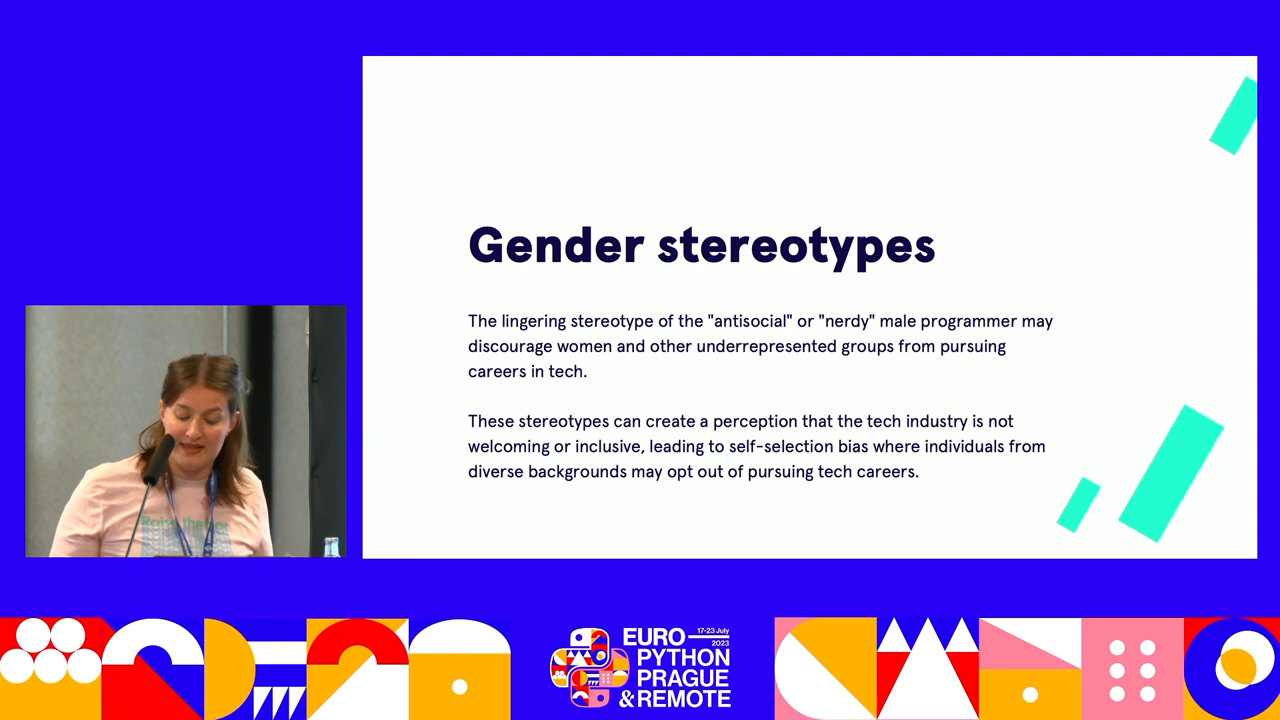 Gender stereotypes
The lingering stereotype of the "antisocial" or "nerdy" male programmer may
discourage women and other underrepresented groups from pursuing
careers in tech.
These stereotypes can create a perception that the tech industry is not
welcoming or inclusive, leading to self-selection bias where individuals from
diverse backgrounds may opt out of pursuing tech careers.
EURO
17-23 July
2023
PYTHON
PRAGUE
& REMOTE